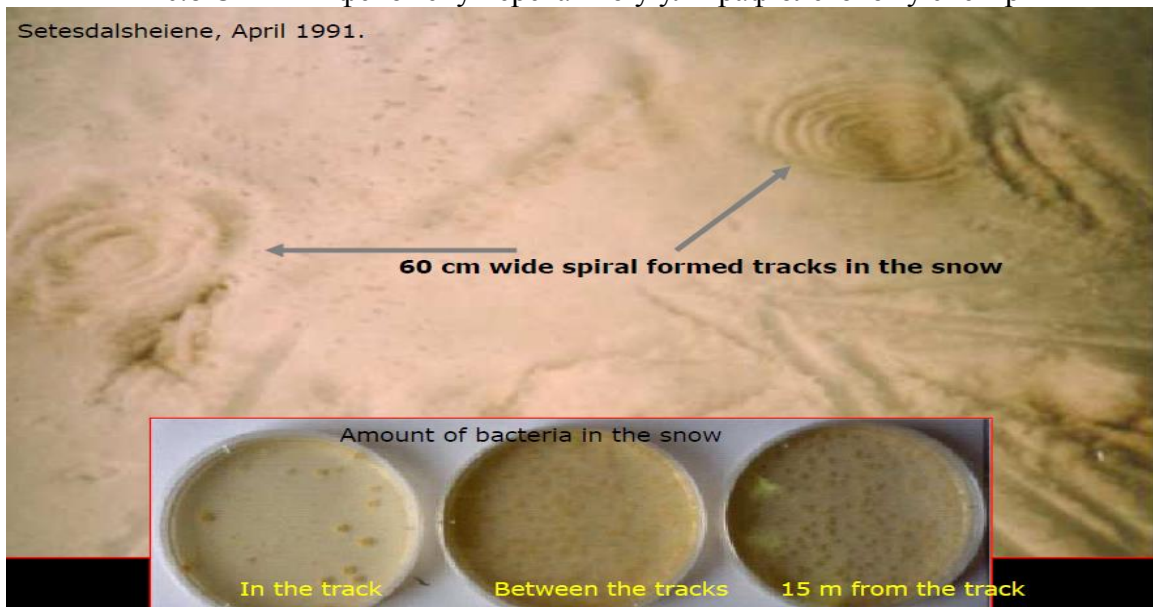 Setesdalsheiene, April 1991.
60 cm wide spiral formed tracks in the snow
Amount of bacteria in the snow
In the track
Between the tracks
15 m from the track